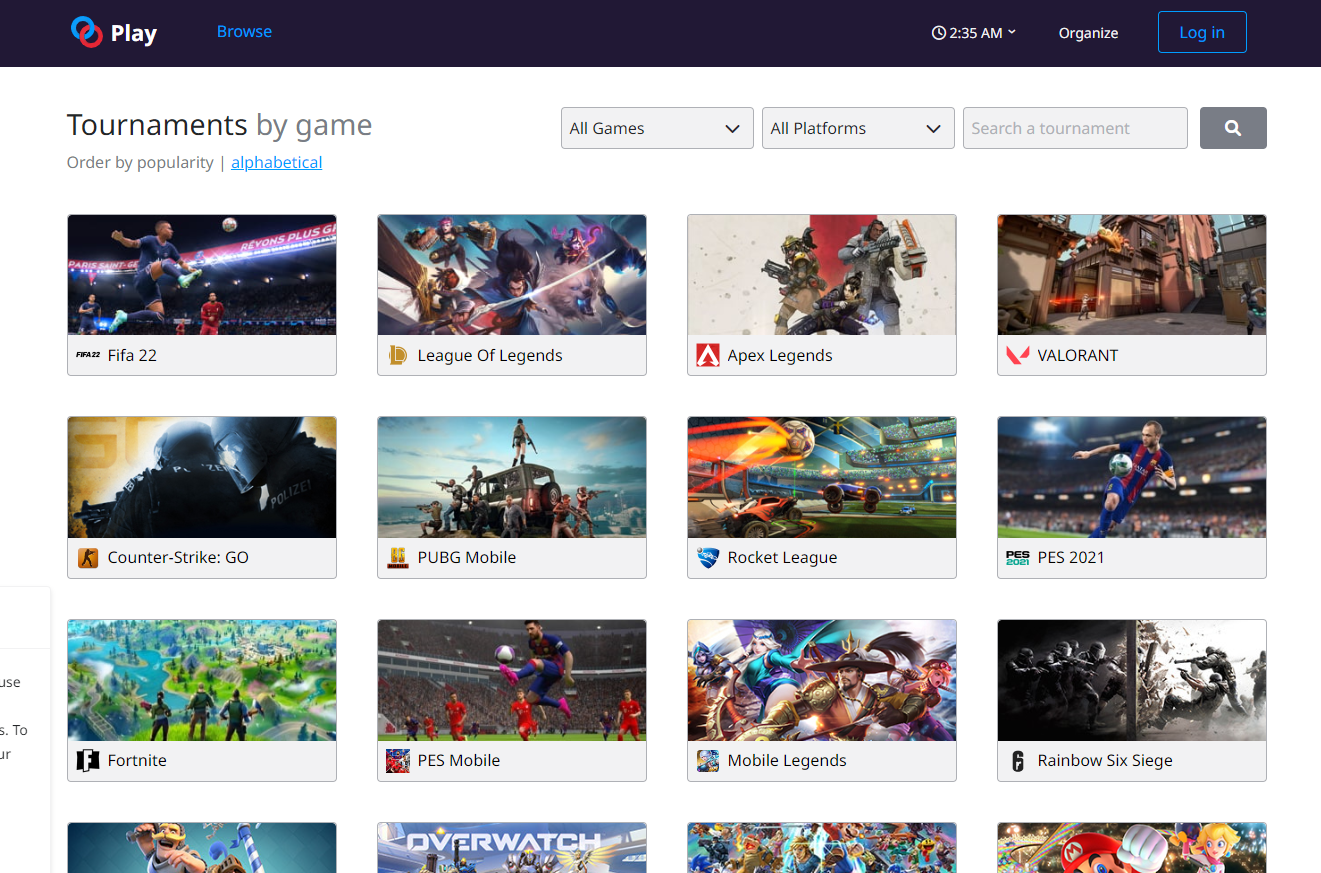 Play
Browse
2:35 AM
Organize
Log in
Tournaments by game
All Games
All Platforms
Search a tournament
Order by popularity | alphabetical
RÊVONS PLUS G
PARIS SAINT-GE
FIFA 22
Fifa 22
League Of Legends
Apex Legends
VALORANT
POLIZEI
Counter-Strike: GO
PUBG Mobile
Rocket League
PES
2021
PES 2021
use
s. To
ur
Fortnite
PES Mobile
Mobile Legends
Rainbow Six Siege
OVERWATCH